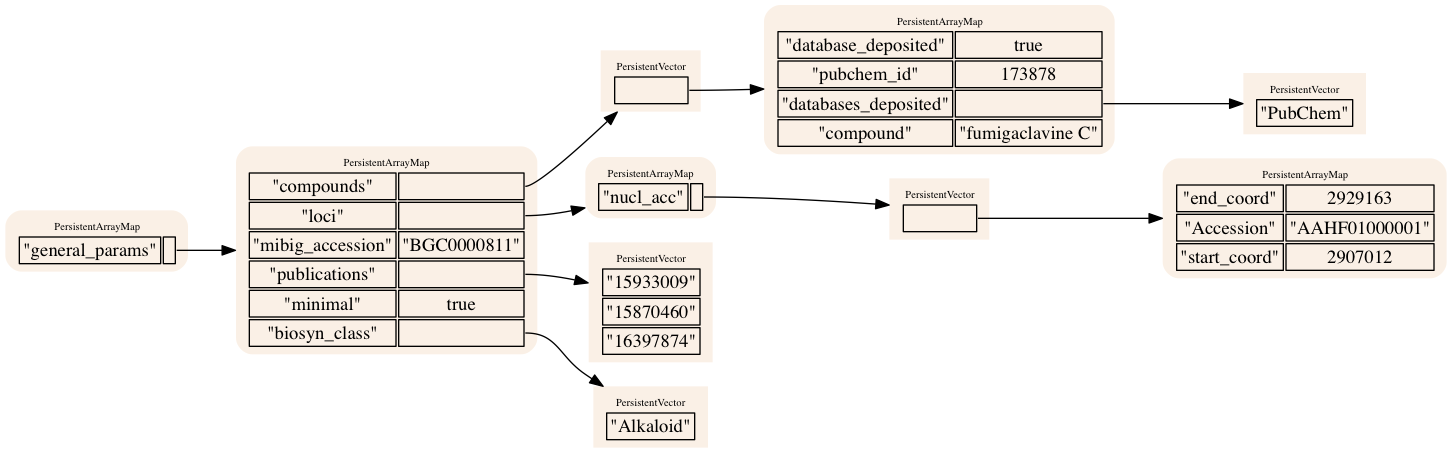 PersistentArrayMap
"general_params"
PersistentArrayMap
"compounds"
"loci"
"mibig_accession" "BGC0000811"
"publications"
"minimal" true
"biosyn_class"
PersistentVector
PersistentArrayMap
"database_deposited" true
"pubchem_id" 173878
"databases_deposited"
"compound" "fumigaclavine C"
PersistentVector
"PubChem"
PersistentArrayMap
"nucl_acc"
PersistentVector
PersistentArrayMap
"end_coord" 2929163
"Accession" "AAHF01000001"
"start_coord" 2907012
PersistentVector
"15933009"
"15870460"
"16397874"
PersistentVector
"Alkaloid"